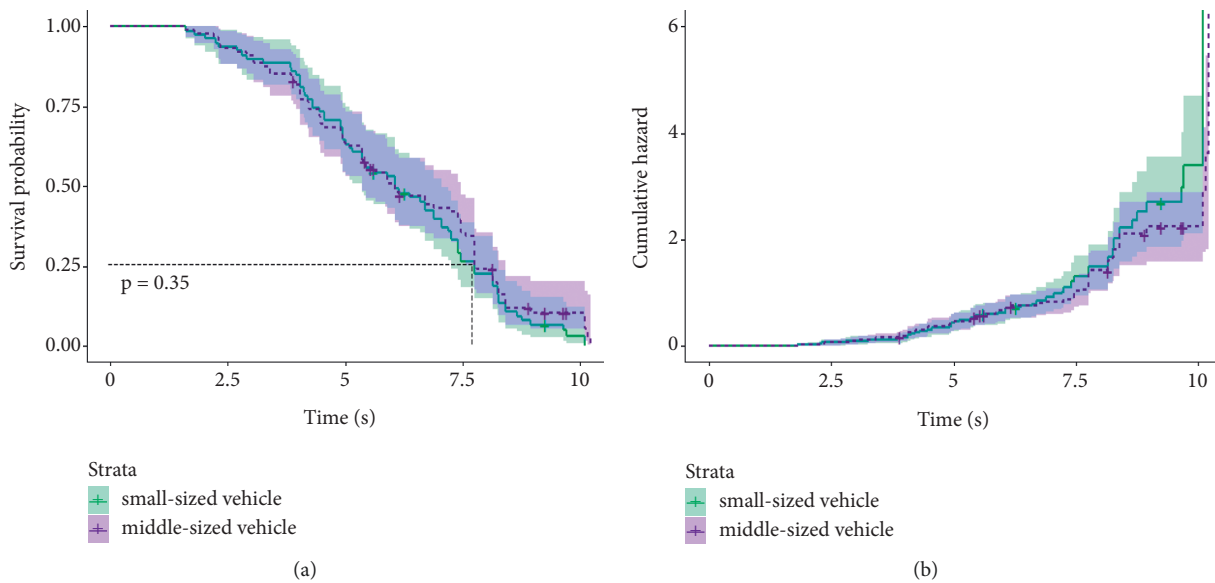 1.00
0.75
0.50
0.25
0.00
Survival probability
p = 0.35
0
2.5
5
7.5
10
Time (s)
Strata
small-sized vehicle
middle-sized vehicle
(a)
6
4
2
0
Cumulative hazard
0
2.5
5
7.5
10
Time (s)
Strata
small-sized vehicle
middle-sized vehicle
(b)